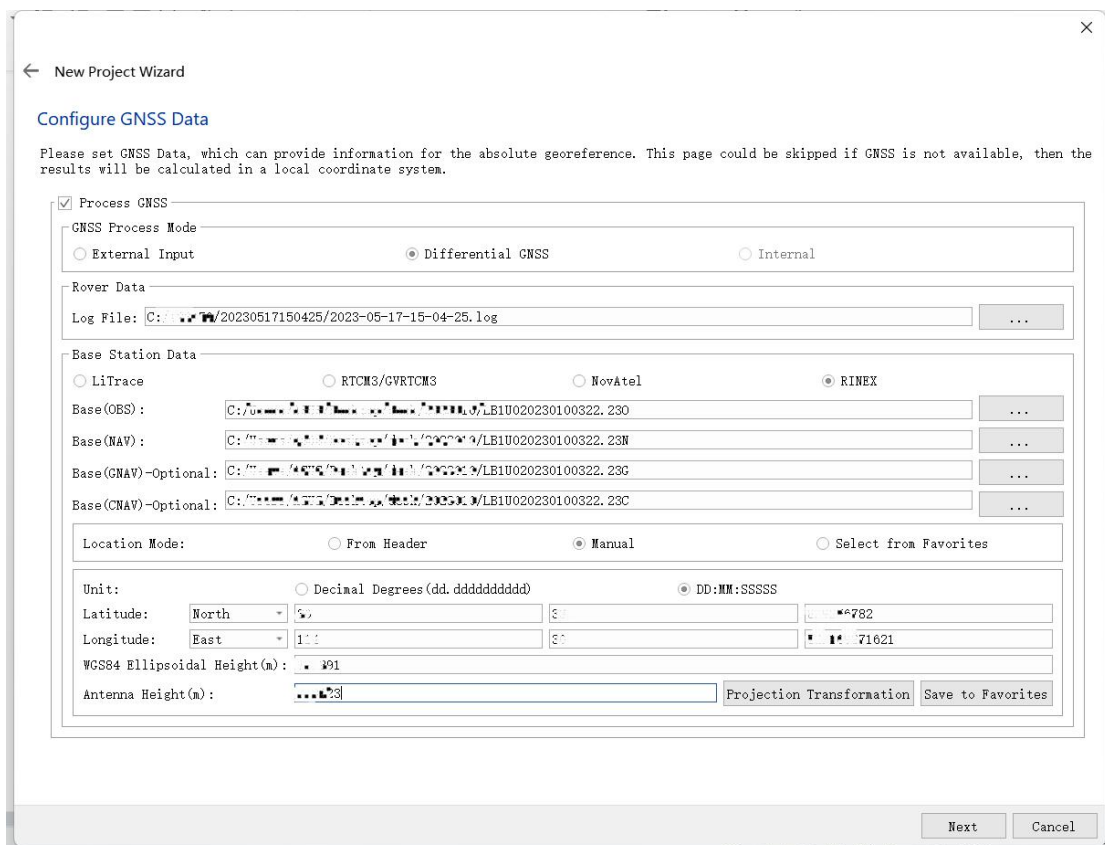 New Project Wizard
Configure GNSS Data
Please set GNSS Data, which can provide information for the absolute georeference. This page could be skipped if GNSS is not available, then the
results will be calculated in a local coordinate system.
Process GNSS
GNSS Process Mode
External Input Differential GNSS Internal
Rover Data
Log File: C: /20230517150425/2023-05-17-15-04-25.log ...
Base Station Data
LiTrace RTCM3/GVRTCM3 NovAtel RINEX
Base(OBS): C:/ /LB1U020230100322.23O ...
Base(NAV): C:/ /LB1U020230100322.23N ...
Base(GNAV)-Optional: C:/ /LB1U020230100322.23G ...
Base(CNAV)-Optional: C:/ /LB1U020230100322.23C ...
Location Mode: From Header Manual Select from Favorites
Unit: Decimal Degrees(dd.dddddddddd) DD:MM:SSSSS
Latitude: North 6782
Longitude: East 71621
WGS84 Ellipsoidal Height(m): 391
Antenna Height(m): 23 Projection Transformation Save to Favorites
Next Cancel